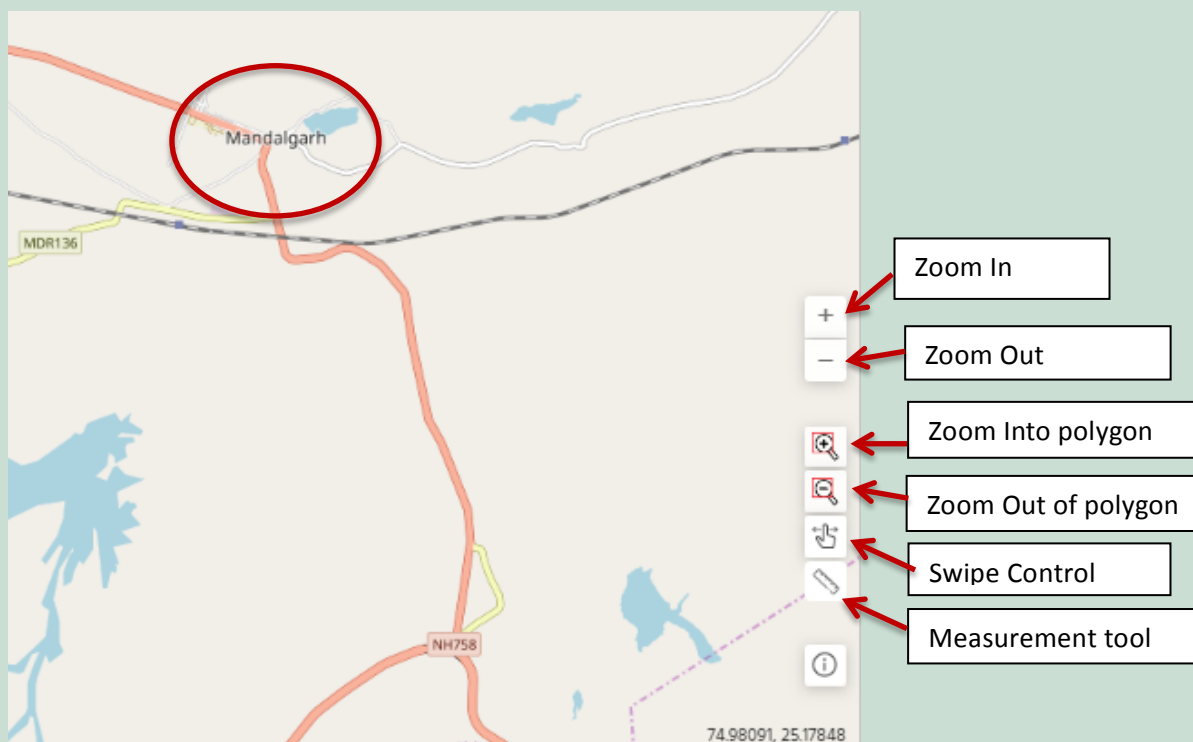 Mandalgarh
MDR136
Zoom In
+
Zoom Out
−
Zoom Into polygon
Zoom Out of polygon
Swipe Control
Measurement tool
NH758
74.98091, 25.17848